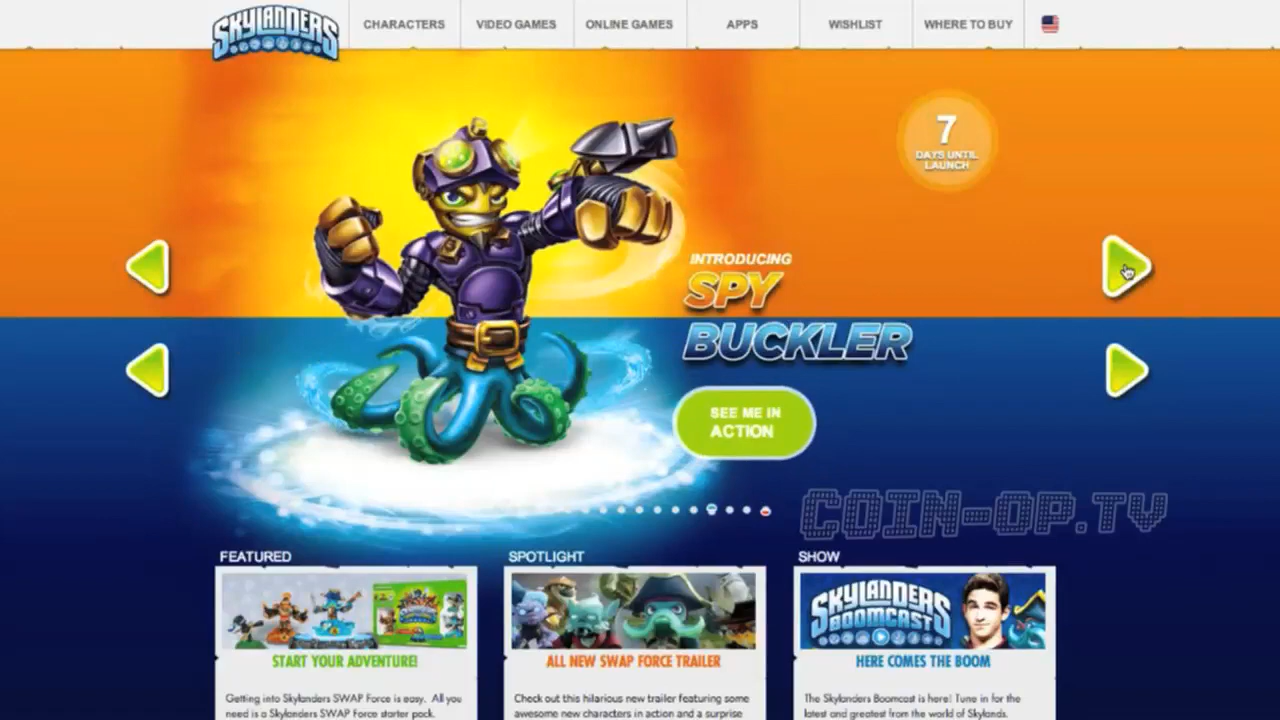 SKYLANDERS
CHARACTERS
VIDEO GAMES
ONLINE GAMES
APPS
WISHLIST
WHERE TO BUY
7
DAYS UNTIL
LAUNCH
INTRODUCING
SPY
BUCKLER
SEE ME IN
ACTION
COIN-OP.TV
FEATURED
SPOTLIGHT
SHOW
SKYLANDERS
BOOMCAST
START YOUR ADVENTURE!
ALL NEW SWAP FORCE TRAILER
HERE COMES THE BOOM
Getting into Skylanders SWAP Force is easy. All you
need is a Skylanders SWAP Force starter pack.
Check out this hilarious new trailer featuring some
awesome new characters in action and a surprise
The Skylanders Boomcast is here! Tune in for the
latest and greatest from the world of Skylands.